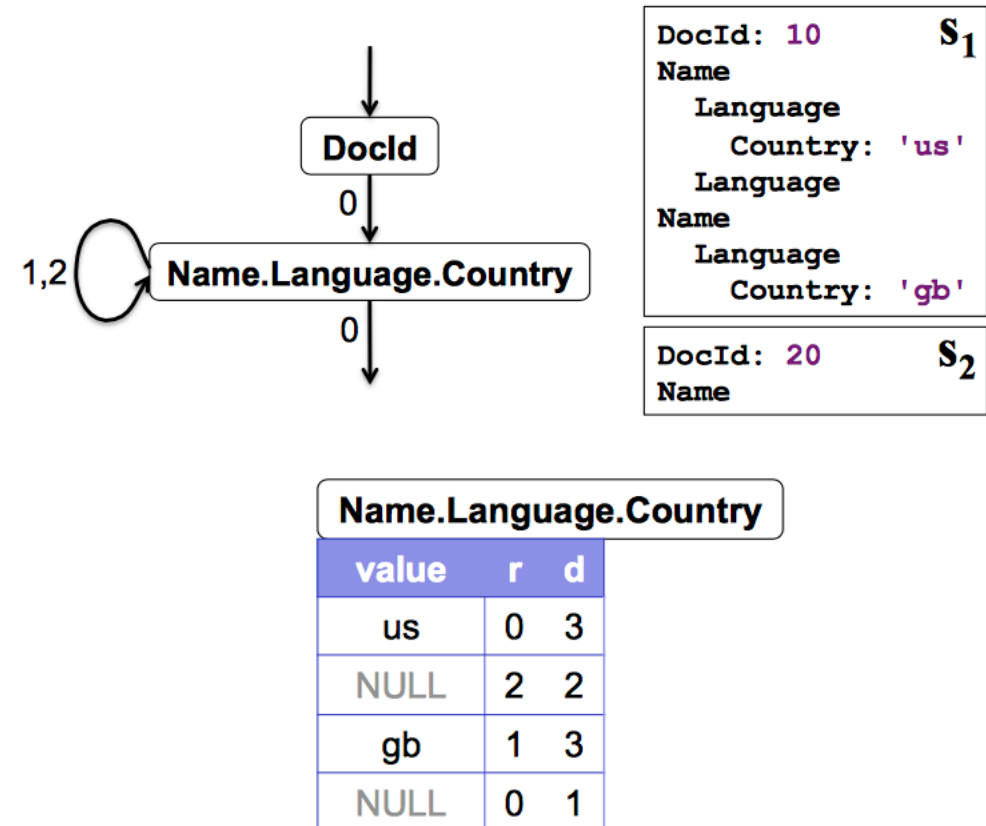 DocId
0
1,2
Name.Language.Country
0
DocId: 10 s1
Name
Language
Country: 'us'
Language
Name
Language
Country: 'gb'
DocId: 20 s2
Name
Name.Language.Country
value r d
us 0 3
NULL 2 2
gb 1 3
NULL 0 1